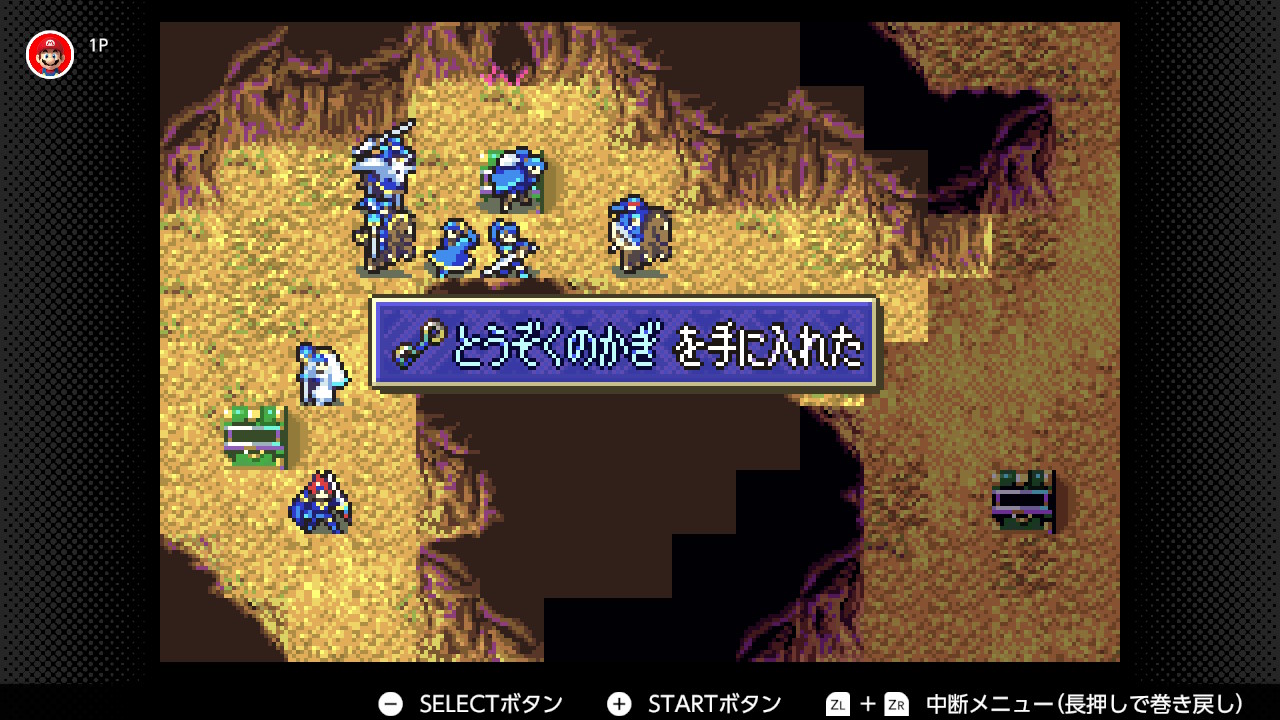 1P
とうぞくのかぎ を手に入れた
SELECTボタン
STARTボタン
ZL + ZR 中断メニュー(長押しで巻き戻し)